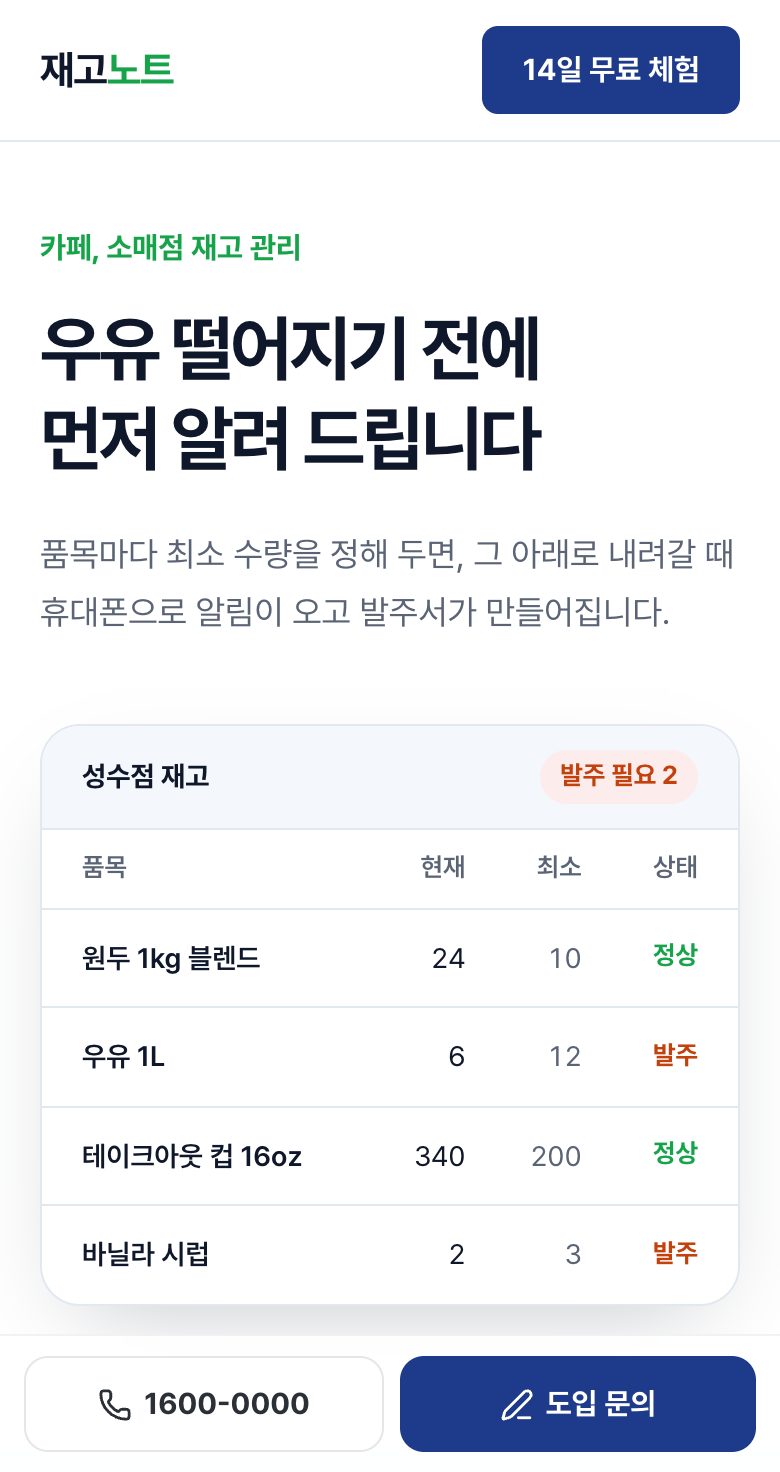 재고노트
14일 무료 체험
카페, 소매점 재고 관리
우유 떨어지기 전에
먼저 알려 드립니다
품목마다 최소 수량을 정해 두면, 그 아래로 내려갈 때
휴대폰으로 알림이 오고 발주서가 만들어집니다.
성수점 재고 발주 필요 2
품목 현재 최소 상태
원두 1kg 블렌드 24 10 정상
우유 1L 6 12 발주
테이크아웃 컵 16oz 340 200 정상
바닐라 시럽 2 3 발주
1600-0000 도입 문의